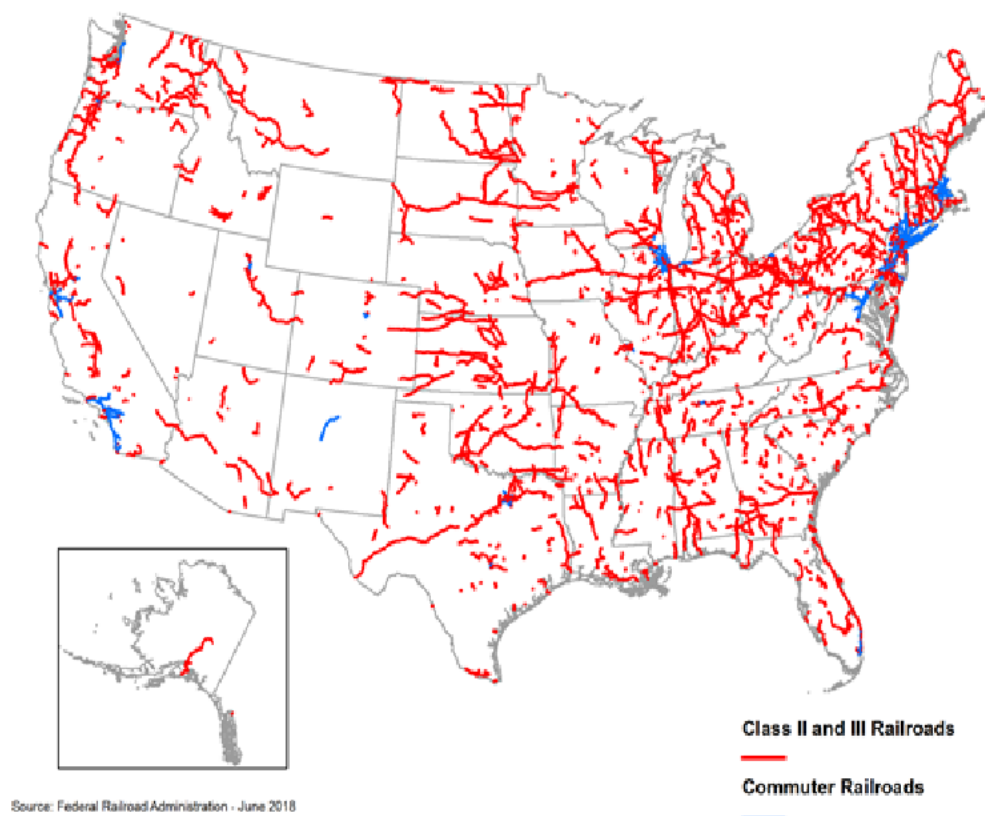 Class II and III Railroads
Commuter Railroads
Source: Federal Railroad Administration - June 2018